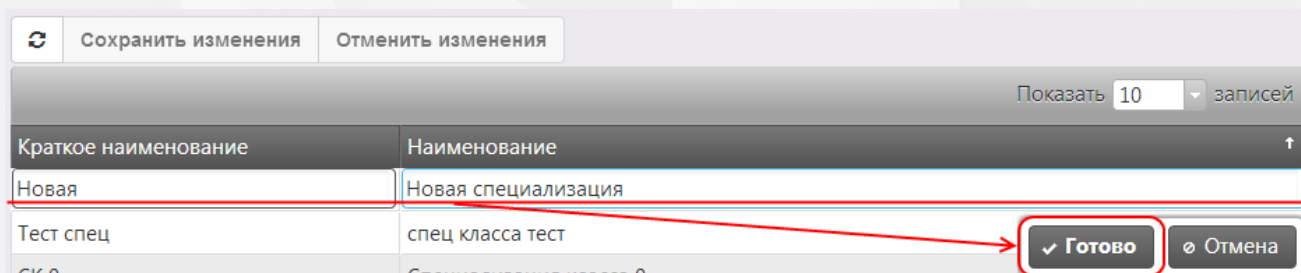 Сохранить изменения Отменить изменения
Показать 10 записей
Краткое наименование Наименование
Новая Новая специализация
Тест спец спец класса тест
Готово Отмена